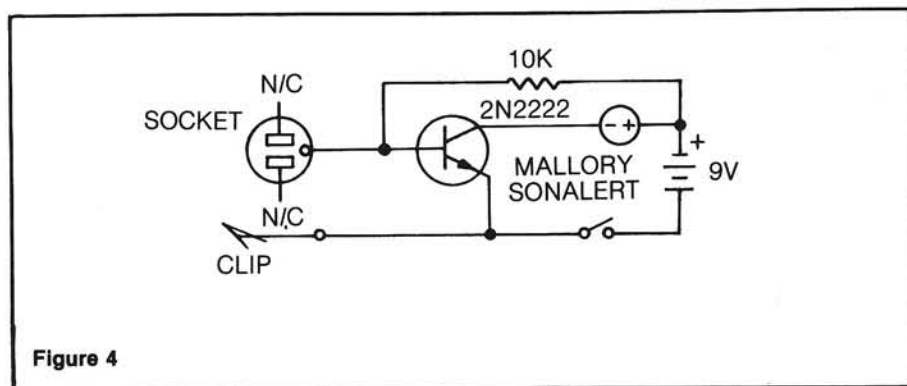 10K
N/C
2N2222
SOCKET
- +
+
MALLORY
SONALERT
9V
N/C
CLIP
Figure 4